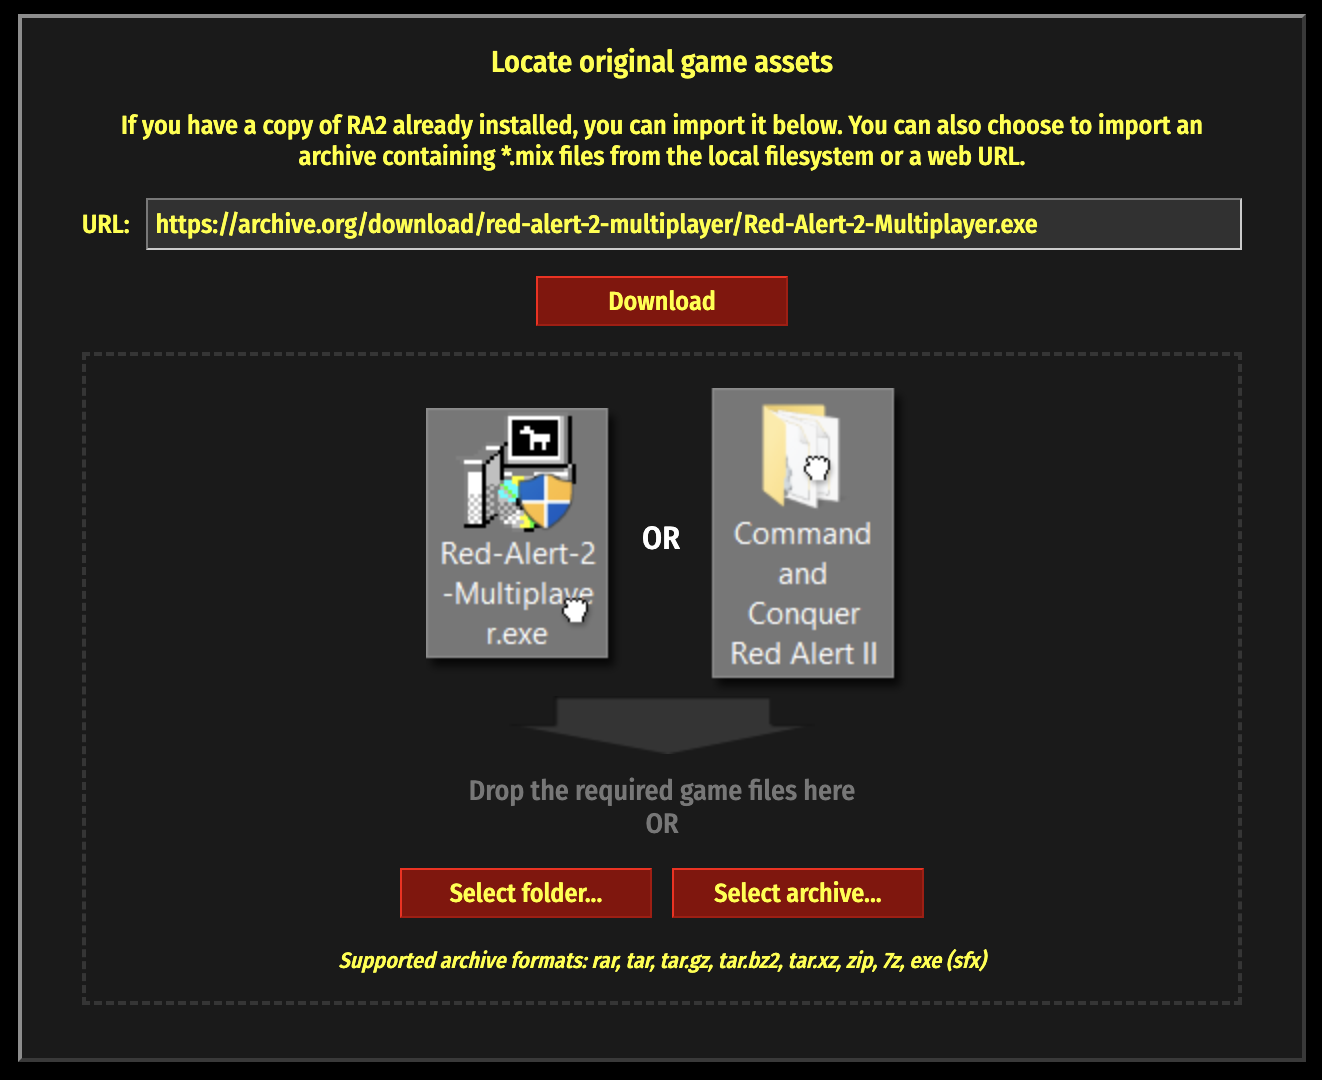 Locate original game assets
If you have a copy of RA2 already installed, you can import it below. You can also choose to import an
archive containing *.mix files from the local filesystem or a web URL.
URL: https://archive.org/download/red-alert-2-multiplayer/Red-Alert-2-Multiplayer.exe
Download
Red-Alert-2
-Multiplaye
r.exe
OR
Command
and
Conquer
Red Alert II
Drop the required game files here
OR
Select folder...
Select archive...
Supported archive formats: rar, tar, tar.gz, tar.bz2, tar.xz, zip, 7z, exe (sfx)